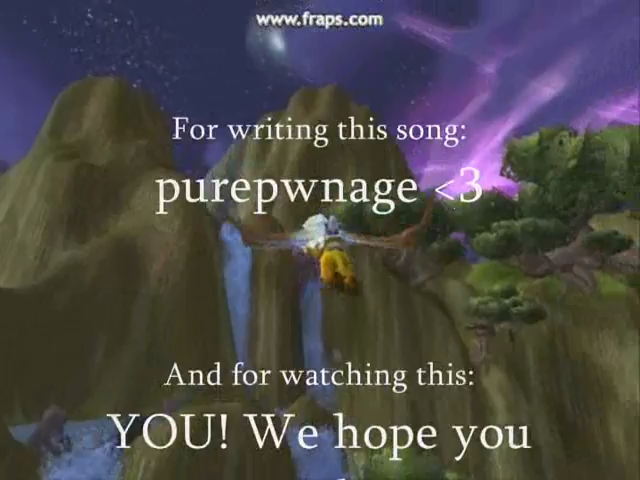 www.fraps.com
For writing this song:
purepwnage <3
And for watching this:
YOU! We hope you